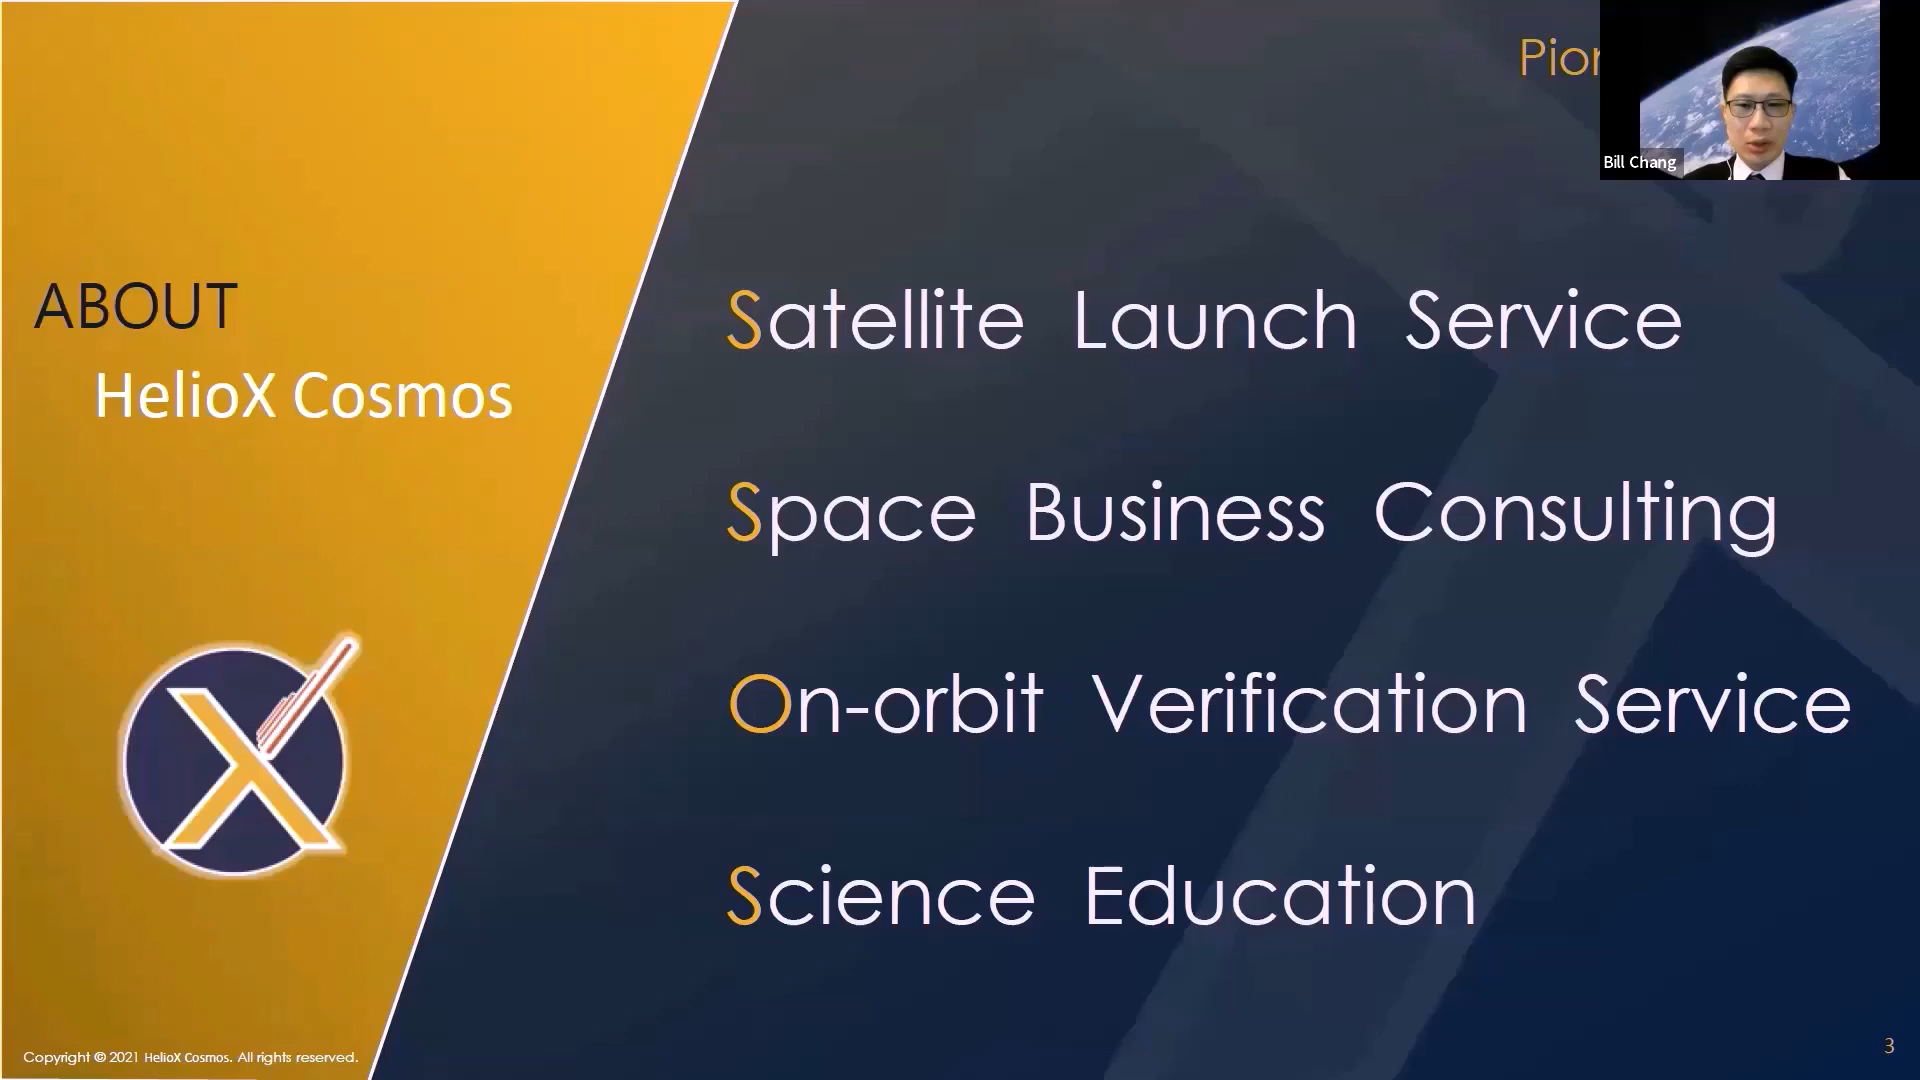 ABOUT
HelioX Cosmos
Bill Chang
Satellite Launch Service
Space Business Consulting
On-orbit Verification Service
Science Education
Copyright © 2021 HelioX Cosmos. All rights reserved.
3